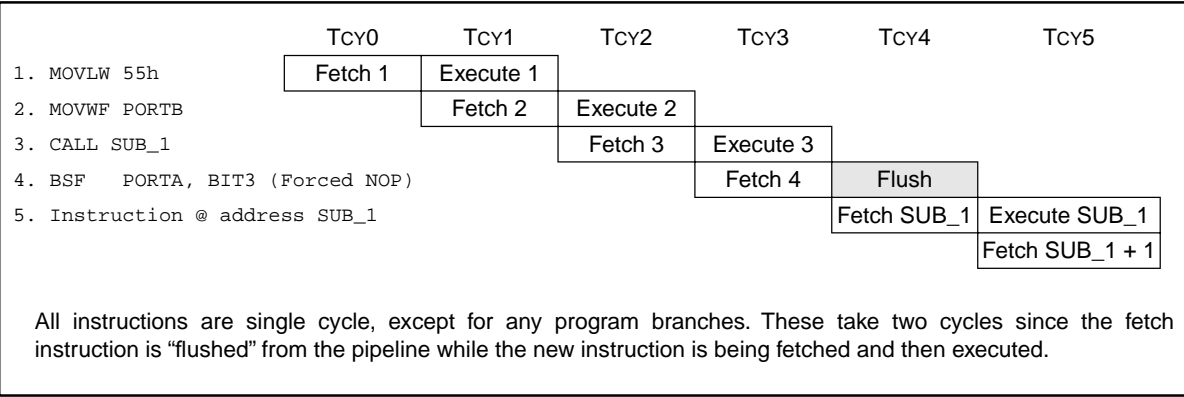 TCY0 TCY1 TCY2 TCY3 TCY4 TCY5
1. MOVLW 55h Fetch 1 Execute 1
2. MOVWF PORTB Fetch 2 Execute 2
3. CALL SUB_1 Fetch 3 Execute 3
4. BSF PORTA, BIT3 (Forced NOP) Fetch 4 Flush
5. Instruction @ address SUB_1 Fetch SUB_1 Execute SUB_1
Fetch SUB_1 + 1
All instructions are single cycle, except for any program branches. These take two cycles since the fetch
instruction is “flushed” from the pipeline while the new instruction is being fetched and then executed.